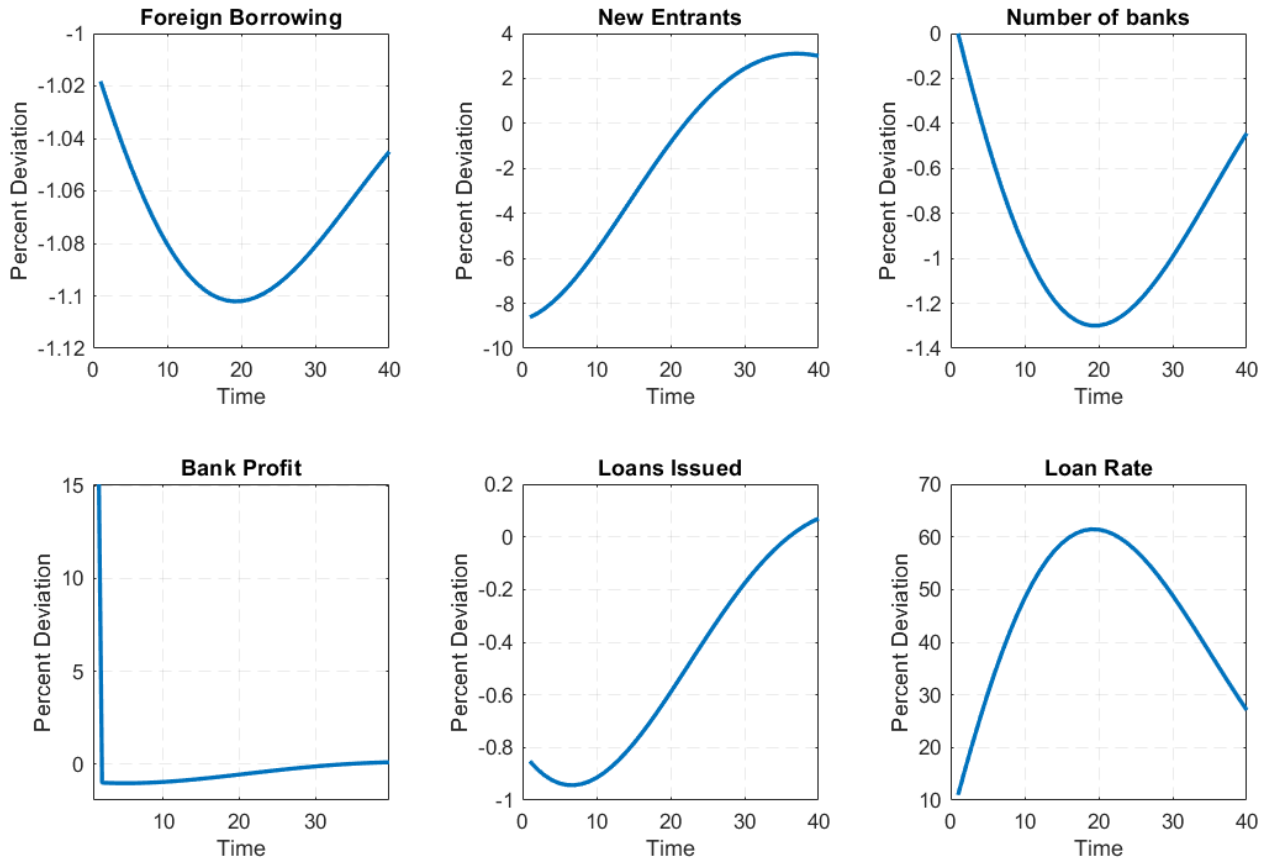 Foreign Borrowing
-1
-1.02
-1.04
-1.06
-1.08
-1.1
-1.12
Percent Deviation
0 10 20 30 40
Time
New Entrants
4
2
0
-2
-4
-6
-8
-10
Percent Deviation
0 10 20 30 40
Time
Number of banks
0
-0.2
-0.4
-0.6
-0.8
-1
-1.2
-1.4
Percent Deviation
0 10 20 30 40
Time
Bank Profit
15
10
5
0
Percent Deviation
10 20 30
Time
Loans Issued
0.2
0
-0.2
-0.4
-0.6
-0.8
-1
Percent Deviation
0 10 20 30 40
Time
Loan Rate
70
60
50
40
30
20
10
Percent Deviation
0 10 20 30 40
Time